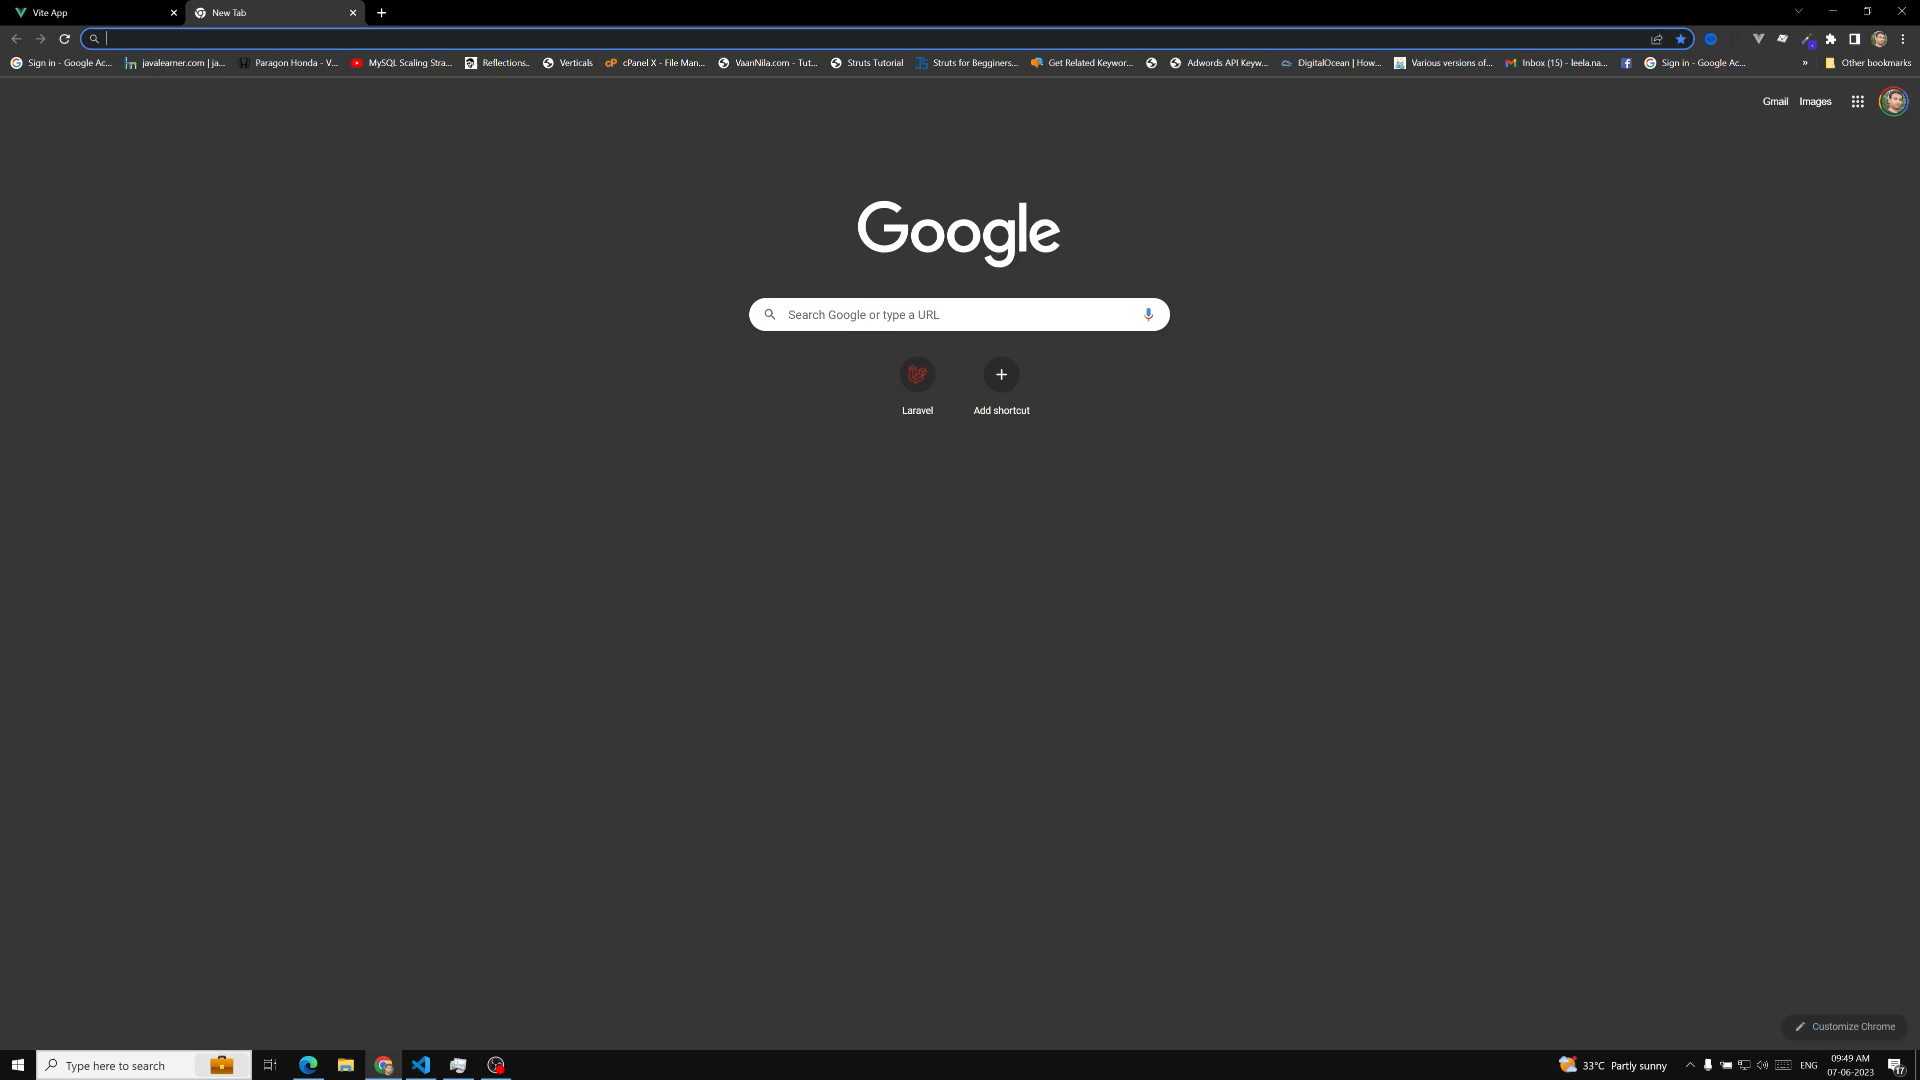 Vite App
New Tab
Sign in - Google Ac...
javalearner.com | ja...
Paragon Honda - V...
MySQL Scaling Stra...
Reflections..
Verticals
cPanel X - File Man...
VaanNila.com - Tut...
Struts Tutorial
Struts for Begginers...
Get Related Keywor...
Adwords API Keyw...
DigitalOcean | How...
Various versions of...
Inbox (15) - leela.na...
Sign in - Google Ac...
»
Other bookmarks
Gmail
Images
Google
Search Google or type a URL
Laravel
Add shortcut
Customize Chrome
Type here to search
33°C Partly sunny
ENG
09:49 AM
07-06-2023
17